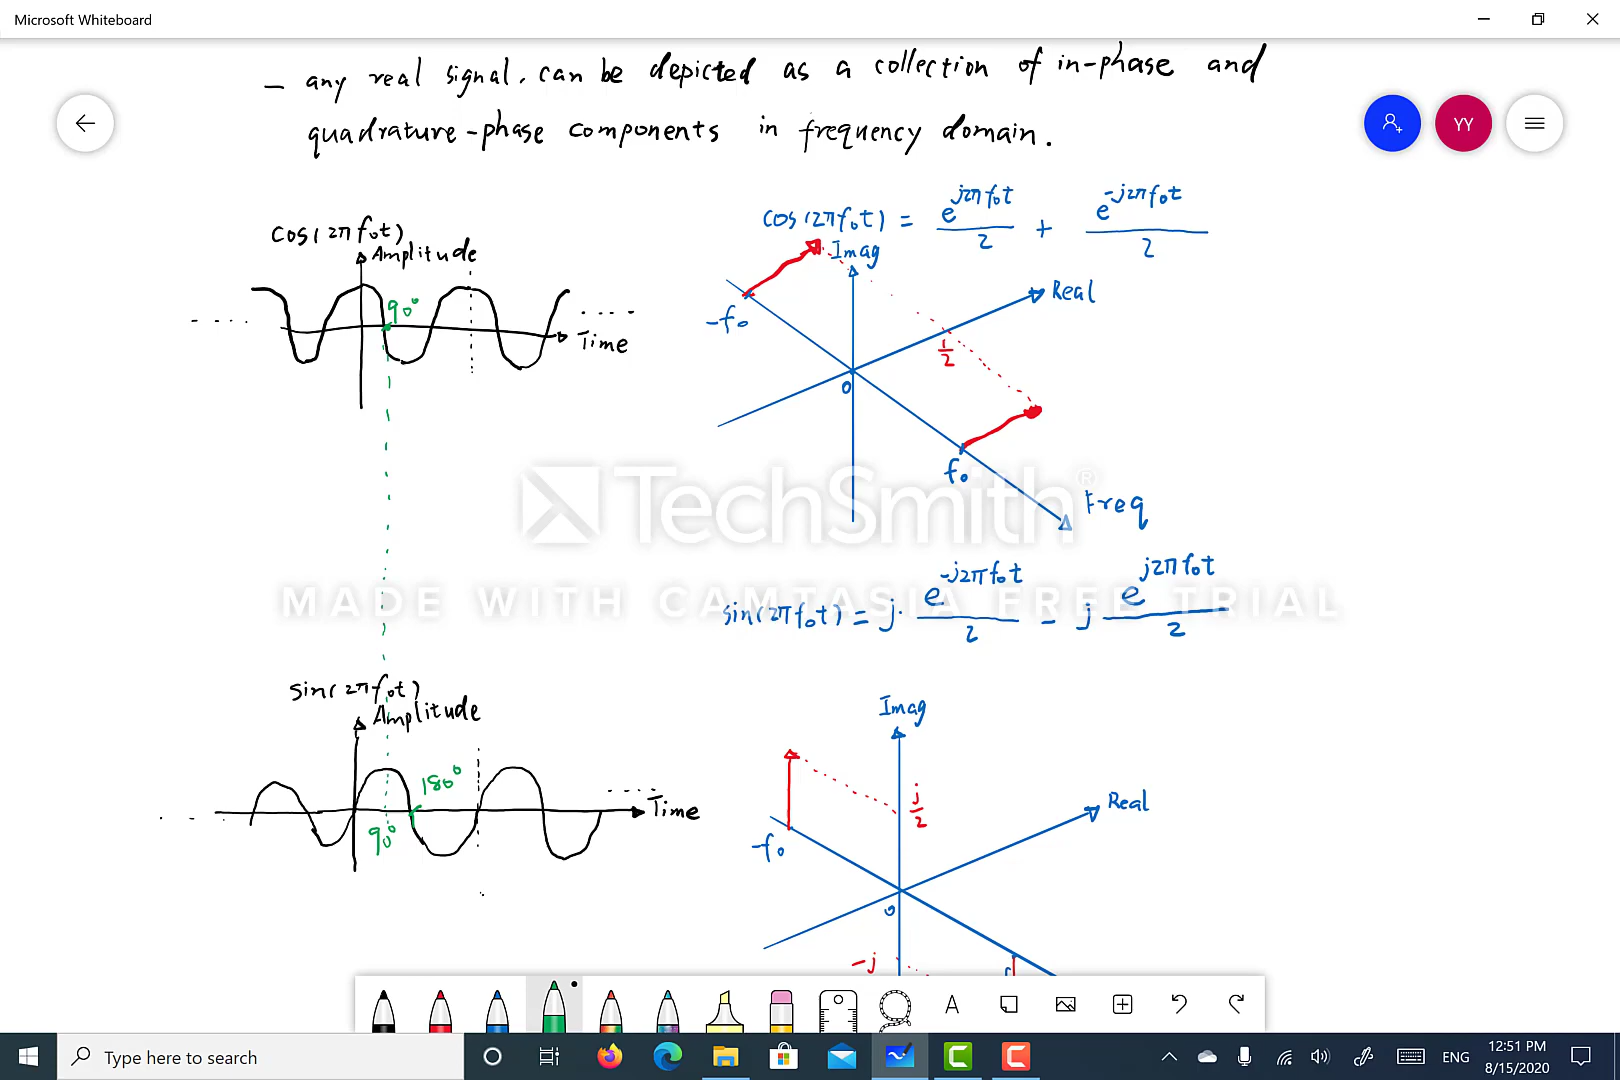 Microsoft Whiteboard
- any real signal. can be depicted as a collection of in-phase and
quadrature-phase components in frequency domain.
YY
cos(2πf₀t) = e^{j2πf₀t}/2 + e^{-j2πf₀t}/2
cos(2πf₀t)
Amplitude
90°
Time
Imag
Real
-f₀
1/2
0
f₀
Freq
TechSmith®
MADE WITH CAMTASIA FREE TRIAL
sin(2πf₀t) = j· e^{-j2πf₀t}/2 - j e^{j2πf₀t}/2
sin(2πf₀t)
Amplitude
180°
90°
Time
Imag
j/2
Real
-f₀
0
-j
Type here to search
ENG
12:51 PM
8/15/2020